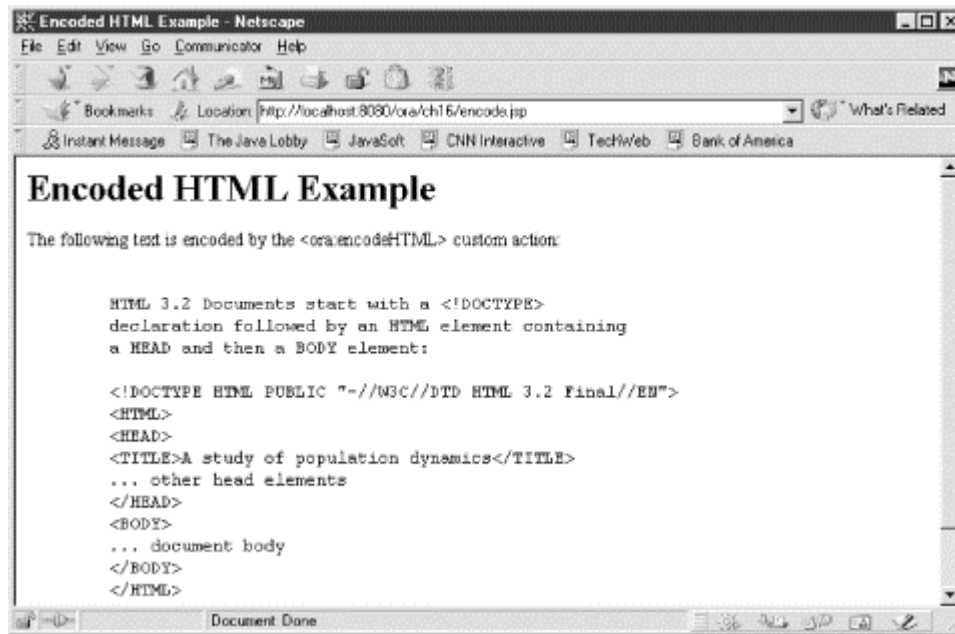 Encoded HTML Example - Netscape
File Edit View Go Communicator Help
Bookmarks Location: http://localhost:8080/ora/ch16/encode.jsp What's Related
Instant Message The Java Lobby JavaSoft CNN Interactive TechWeb Bank of America
Encoded HTML Example
The following text is encoded by the <ora:encodeHTML> custom action:
HTML 3.2 Documents start with a <!DOCTYPE>
declaration followed by an HTML element containing
a HEAD and then a BODY element:
<!DOCTYPE HTML PUBLIC "-//W3C//DTD HTML 3.2 Final//EN">
<HTML>
<HEAD>
<TITLE>A study of population dynamics</TITLE>
... other head elements
</HEAD>
<BODY>
... document body
</BODY>
</HTML>
Document Done